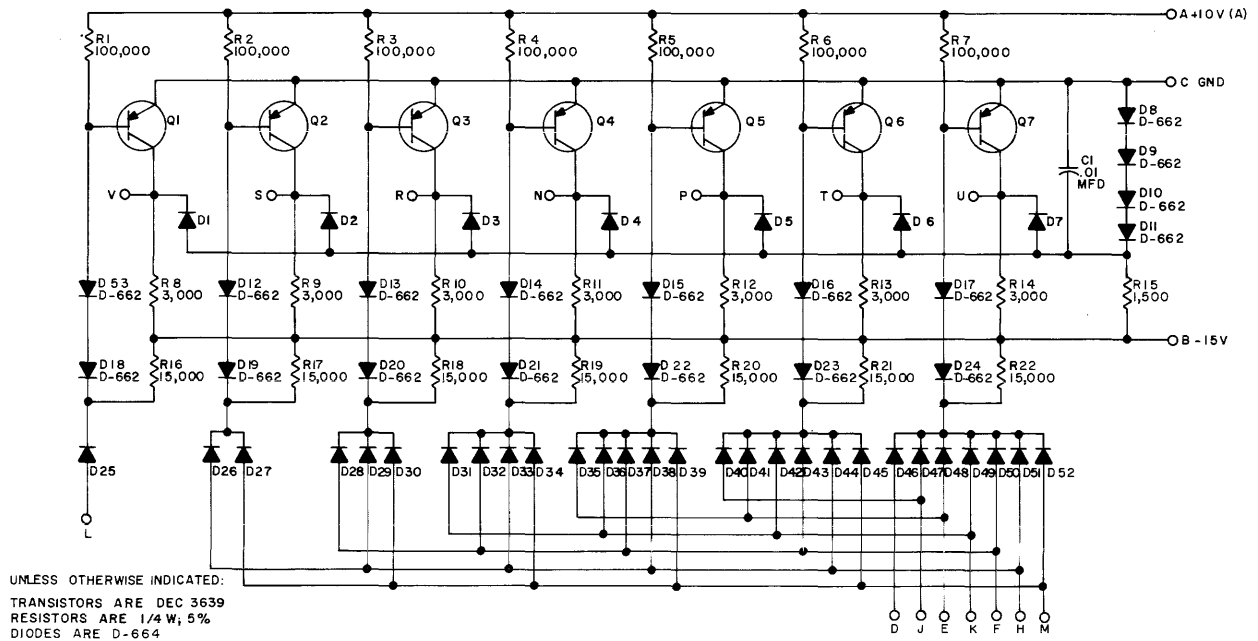 A+10V(A)
R1 100,000
R2 100,000
R3 100,000
R4 100,000
R5 100,000
R6 100,000
R7 100,000
C GND
Q1
Q2
Q3
Q4
Q5
Q6
Q7
D8 D-662
D9 D-662
D10 D-662
D11 D-662
C1 .01 MFD
V
S
R
N
P
T
U
D1
D2
D3
D4
D5
D6
D7
D53 D-662
R8 3,000
D12 D-662
R9 3,000
D13 D-662
R10 3,000
D14 D-662
R11 3,000
D15 D-662
R12 3,000
D16 D-662
R13 3,000
D17 D-662
R14 3,000
R15 1,500
B-15V
D18 D-662
R16 15,000
D19 D-662
R17 15,000
D20 D-662
R18 15,000
D21 D-662
R19 15,000
D22 D-662
R20 15,000
D23 D-662
R21 15,000
D24 D-662
R22 15,000
D25
D26 D27
D28 D29 D30
D31 D32 D33 D34
D35 D36 D37 D38 D39
D40 D41 D42 D43 D44 D45
D46 D47 D48 D49 D50 D51 D52
L
UNLESS OTHERWISE INDICATED:
TRANSISTORS ARE DEC 3639
RESISTORS ARE 1/4 W; 5%
DIODES ARE D-664
D J E K F H M